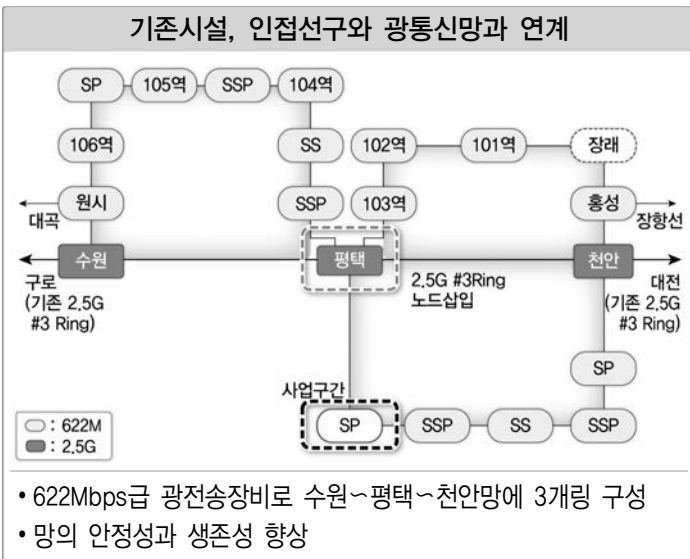 기존시설, 인접선구와 광통신망과 연계
SP 105역 SSP 104역
106역 SS 102역 101역 장래
원시 SSP 103역 홍성
대곡 장항선
수원 평택 천안
구로
(기존 2.5G
#3 Ring)
2.5G #3Ring
노드삽입
대전
(기존 2.5G
#3 Ring)
SP
사업구간
SP SSP SS SSP
: 622M
: 2.5G
• 622Mbps급 광전송장비로 수원∽평택∽천안망에 3개링 구성
• 망의 안정성과 생존성 향상